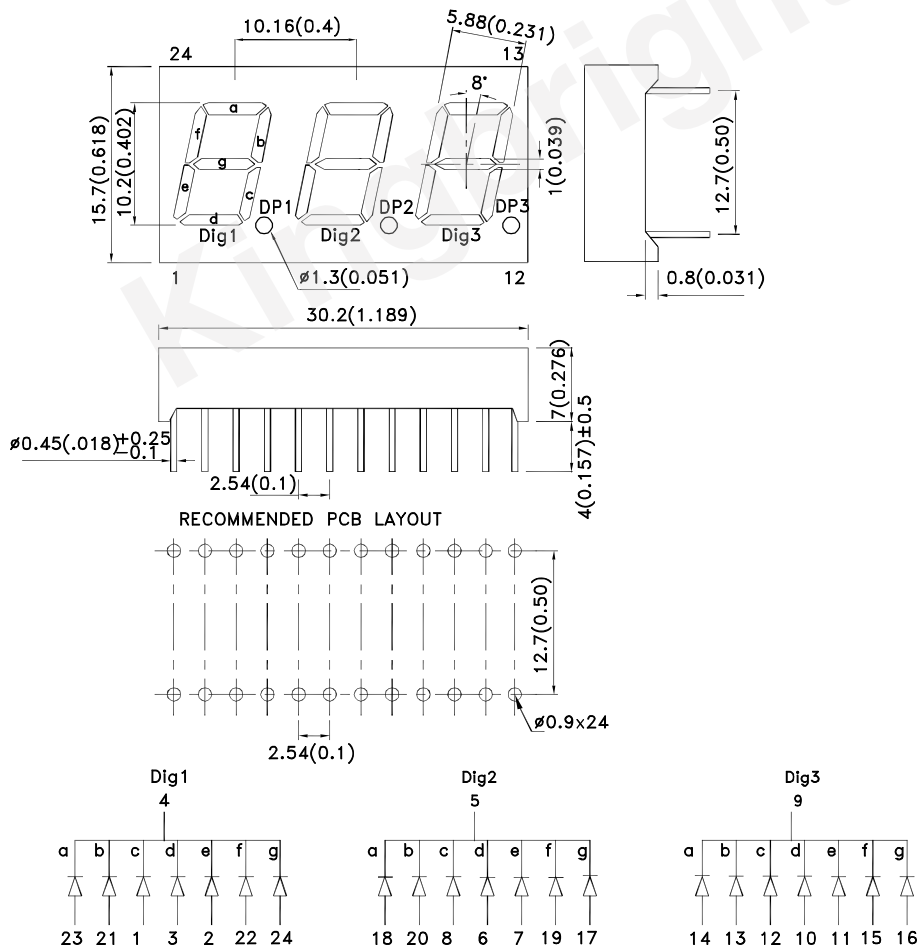 10.16(0.4)
5.88(0.231)
24
13
8°
a
f
b
g
e
c
d
DP1
DP2
DP3
Dig1
Dig2
Dig3
15.7(0.618)
10.2(0.402)
1(0.039)
12.7(0.50)
1
ø1.3(0.051)
12
0.8(0.031)
30.2(1.189)
7(0.276)
ø0.45(.018)+0.25
-0.1
4(0.157)±0.5
2.54(0.1)
RECOMMENDED PCB LAYOUT
12.7(0.50)
ø0.9x24
2.54(0.1)
Dig1
4
a b c d e f g
23 21 1 3 2 22 24
Dig2
5
a b c d e f g
18 20 8 6 7 19 17
Dig3
9
a b c d e f g
14 13 12 10 11 15 16
Kingbright